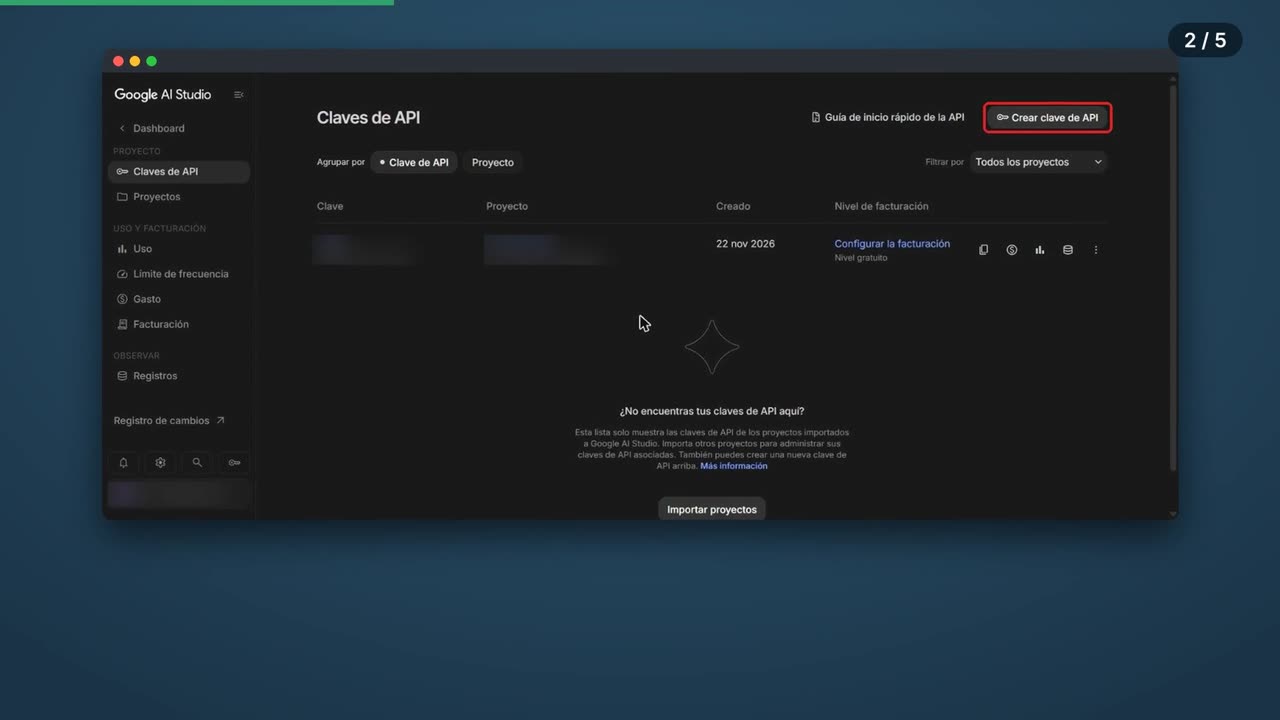 2 / 5
Google AI Studio
Dashboard
PROYECTO
Claves de API
Proyectos
USO Y FACTURACIÓN
Uso
Límite de frecuencia
Gasto
Facturación
OBSERVAR
Registros
Registro de cambios
Claves de API
Guía de inicio rápido de la API
Crear clave de API
Agrupar por
Clave de API
Proyecto
Filtrar por
Todos los proyectos
Clave
Proyecto
Creado
Nivel de facturación
22 nov 2026
Configurar la facturación
Nivel gratuito
¿No encuentras tus claves de API aquí?
Esta lista solo muestra las claves de API de los proyectos importados
a Google AI Studio. Importa otros proyectos para administrar sus
claves de API asociadas. También puedes crear una nueva clave de
API arriba. Más información
Importar proyectos